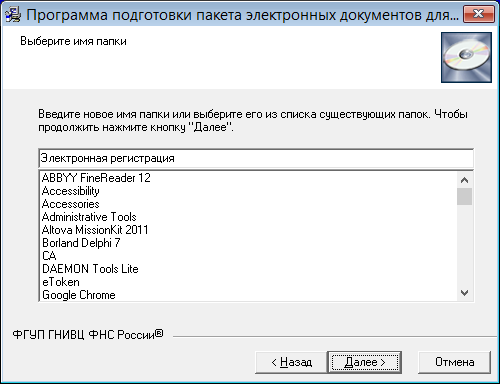 Программа подготовки пакета электронных документов для...
Выберите имя папки
Введите новое имя папки или выберите его из списка существующих папок. Чтобы
продолжить нажмите кнопку "Далее".
Электронная регистрация
ABBYY FineReader 12
Accessibility
Accessories
Administrative Tools
Altova MissionKit 2011
Borland Delphi 7
CA
DAEMON Tools Lite
eToken
Google Chrome
ФГУП ГНИВЦ ФНС России®
< Назад
Далее >
Отмена